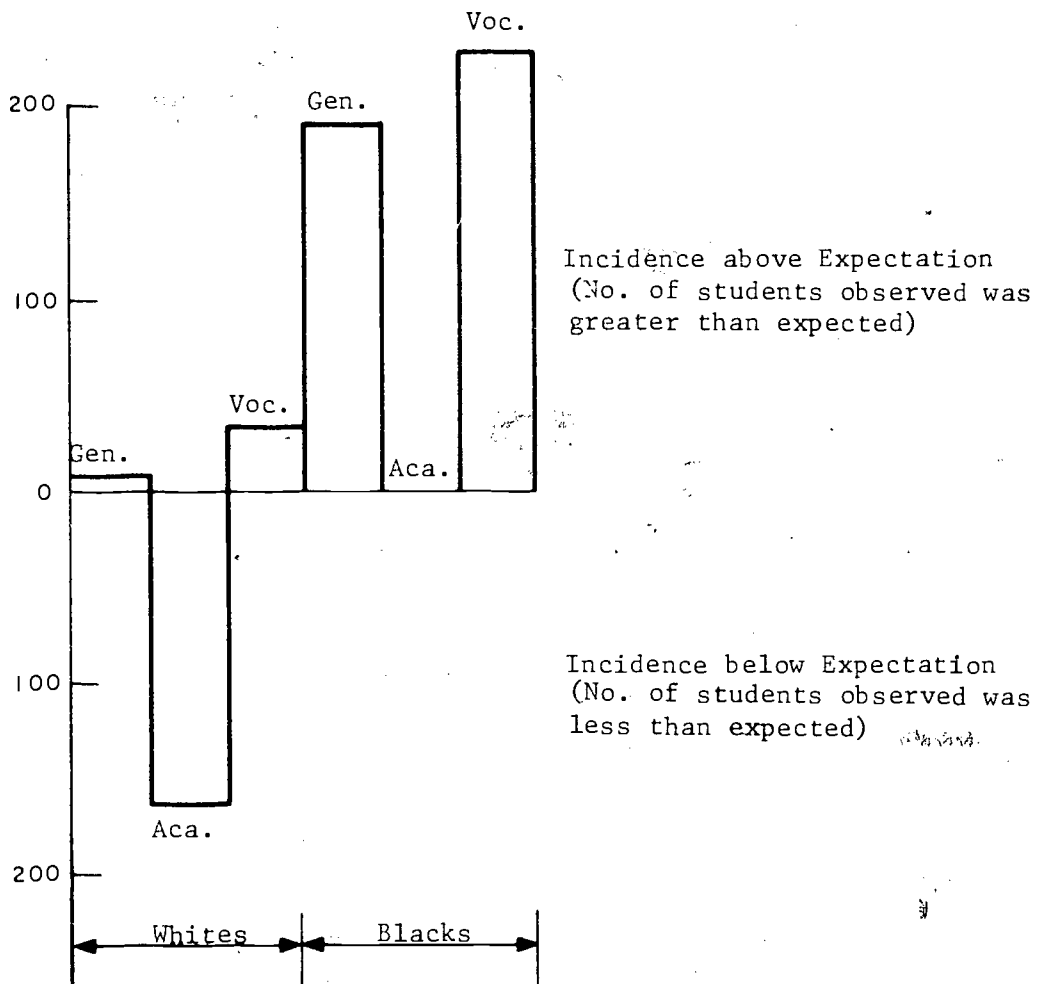 Voc.
200
Gen.
Incidence above Expectation
(No. of students observed was
greater than expected)
100
Voc.
Gen.
Aca.
0
Incidence below Expectation
(No. of students observed was
less than expected)
100
Aca.
200
Whites
Blacks